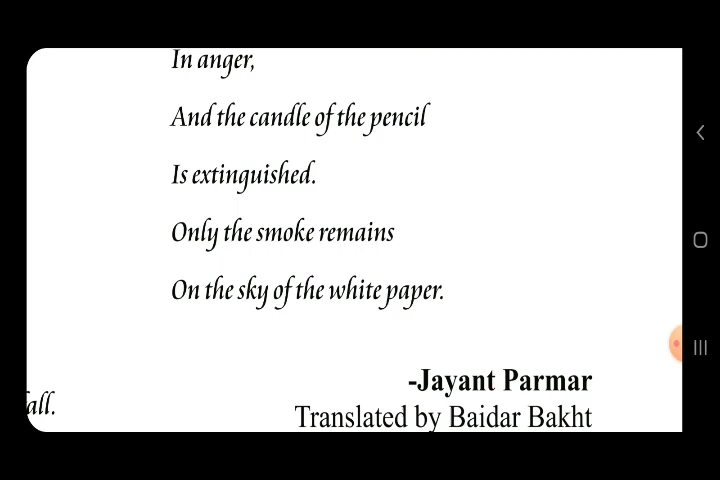 In anger,
And the candle of the pencil
Is extinguished.
Only the smoke remains
On the sky of the white paper.
-Jayant Parmar
all.
Translated by Baidar Bakht